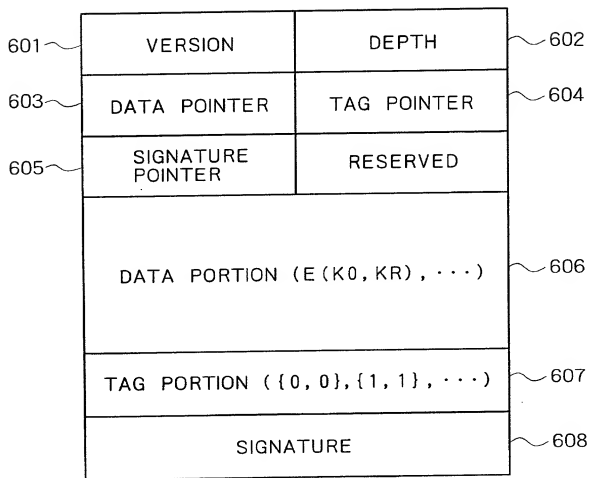 601 VERSION DEPTH 602
603 DATA POINTER TAG POINTER 604
605 SIGNATURE POINTER RESERVED
DATA PORTION (E(K0, KR), ···) 606
TAG PORTION ({0, 0}, {1, 1}, ···) 607
SIGNATURE 608